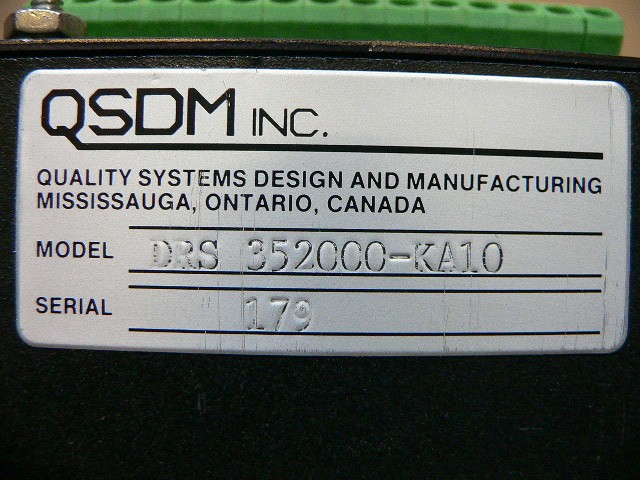 QSDM INC.
QUALITY SYSTEMS DESIGN AND MANUFACTURING
MISSISSAUGA, ONTARIO, CANADA
MODEL DRS 352000-KA10
SERIAL 179